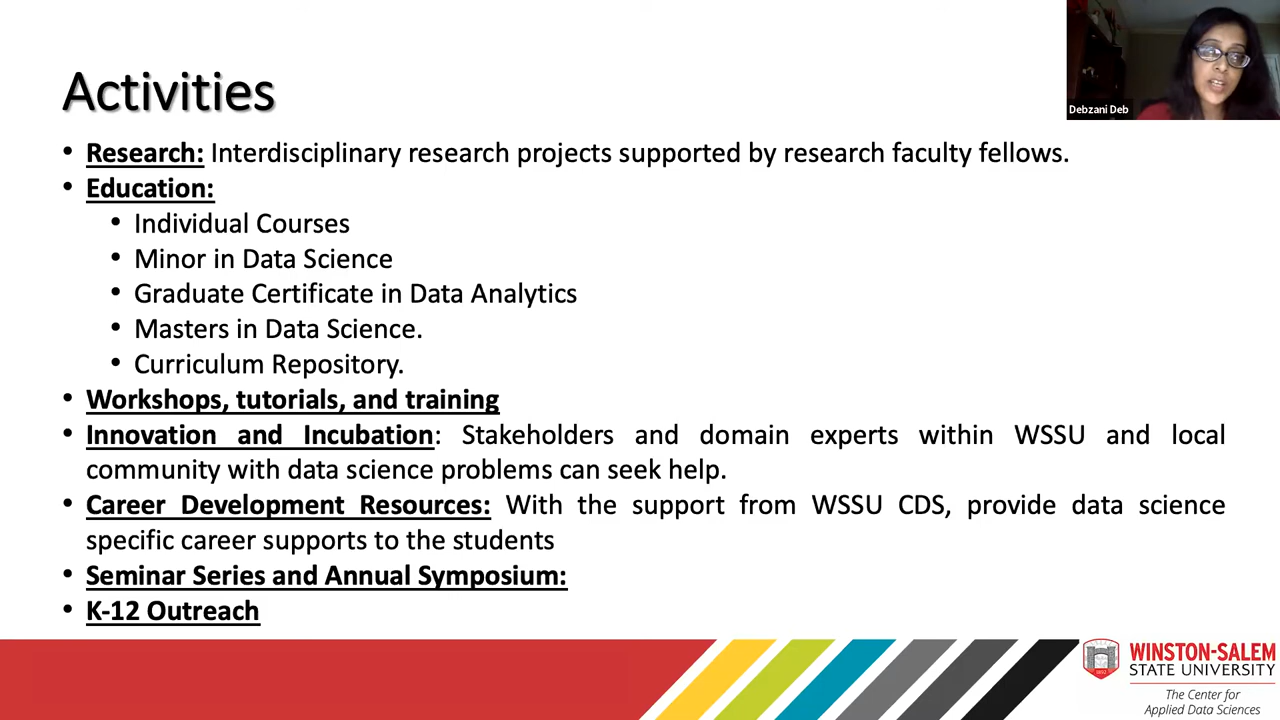 Activities
Debzani Deb
• Research: Interdisciplinary research projects supported by research faculty fellows.
• Education:
• Individual Courses
• Minor in Data Science
• Graduate Certificate in Data Analytics
• Masters in Data Science.
• Curriculum Repository.
• Workshops, tutorials, and training
• Innovation and Incubation: Stakeholders and domain experts within WSSU and local
community with data science problems can seek help.
• Career Development Resources: With the support from WSSU CDS, provide data science
specific career supports to the students
• Seminar Series and Annual Symposium:
• K-12 Outreach
1892
WINSTON-SALEM
STATE UNIVERSITY
The Center for
Applied Data Sciences